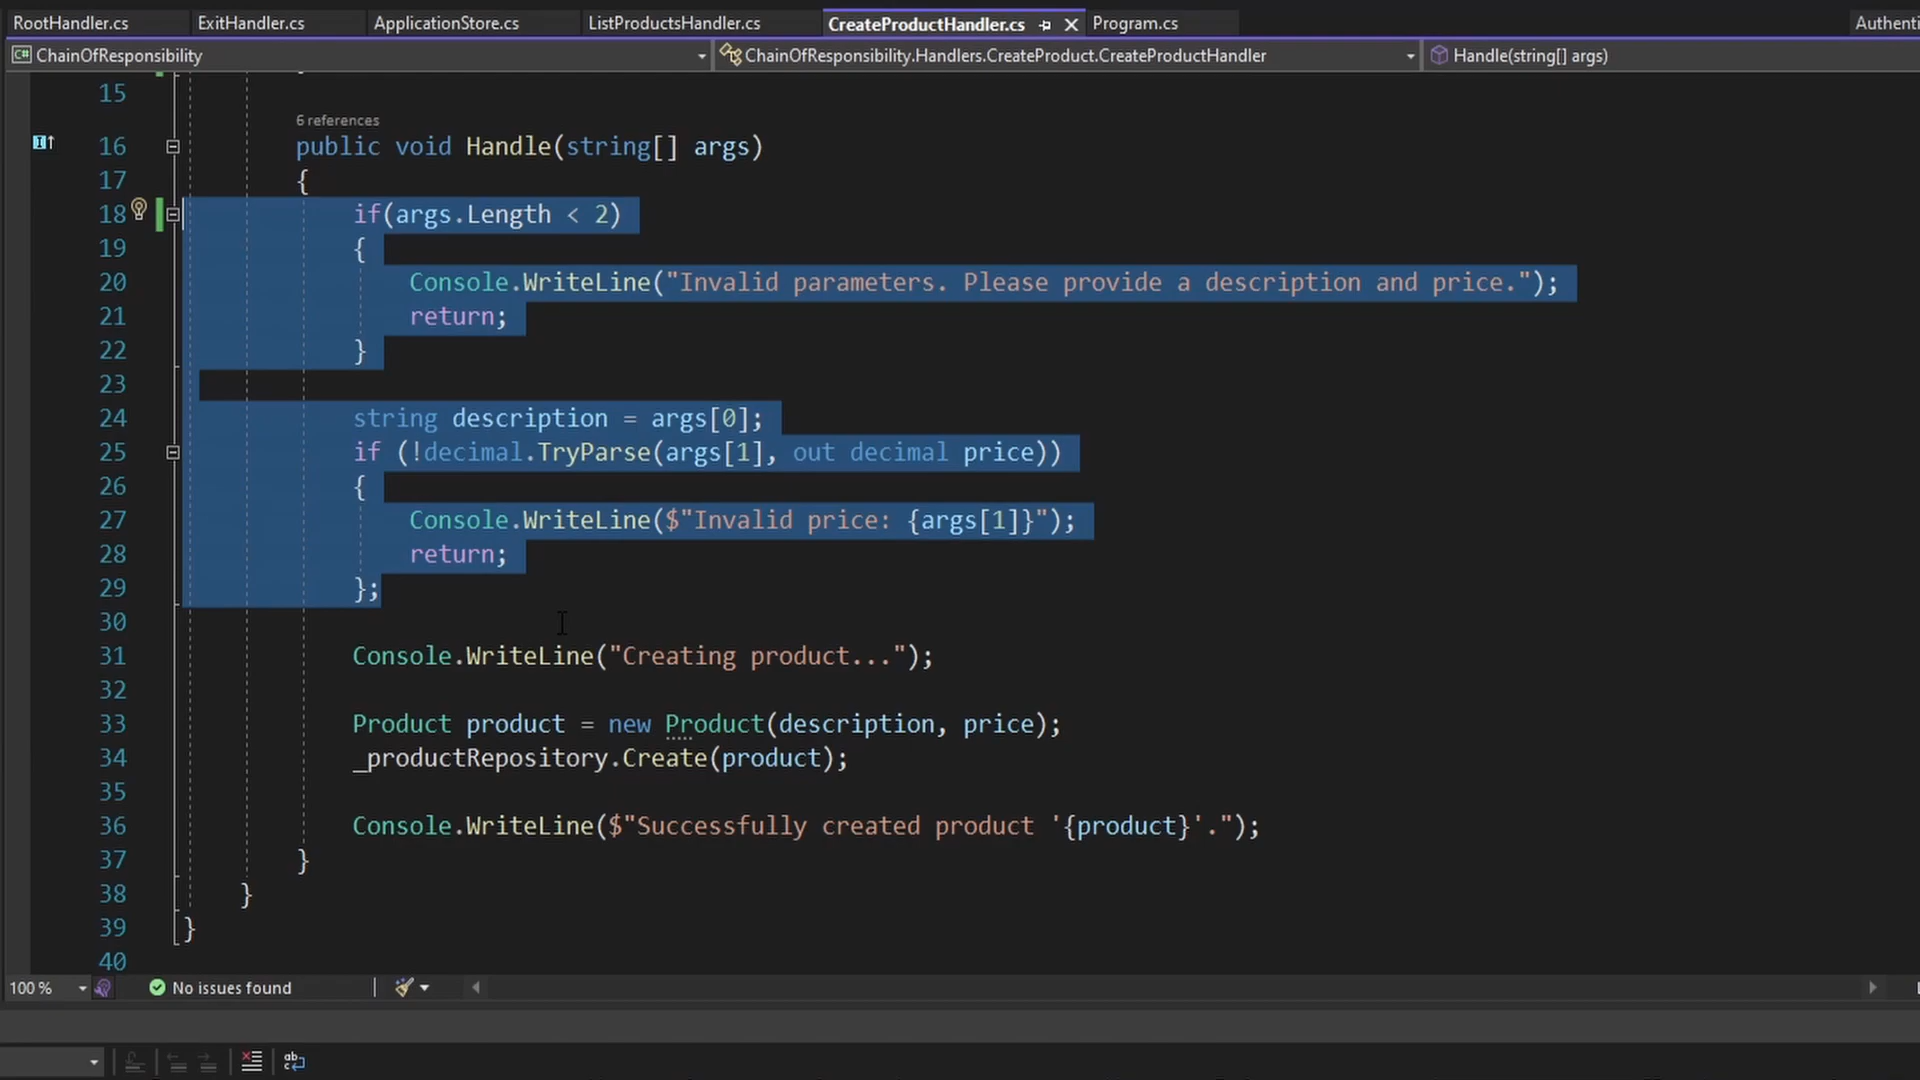 RootHandler.cs ExitHandler.cs ApplicationStore.cs ListProductsHandler.cs CreateProductHandler.cs Program.cs Authenti
C# ChainOfResponsibility ChainOfResponsibility.Handlers.CreateProduct.CreateProductHandler Handle(string[] args)
15
6 references
16 public void Handle(string[] args)
17 {
18 if(args.Length < 2)
19 {
20 Console.WriteLine("Invalid parameters. Please provide a description and price.");
21 return;
22 }
23
24 string description = args[0];
25 if (!decimal.TryParse(args[1], out decimal price))
26 {
27 Console.WriteLine($"Invalid price: {args[1]}");
28 return;
29 };
30
31 Console.WriteLine("Creating product...");
32
33 Product product = new Product(description, price);
34 _productRepository.Create(product);
35
36 Console.WriteLine($"Successfully created product '{product}'.");
37 }
38 }
39 }
40
100 % No issues found